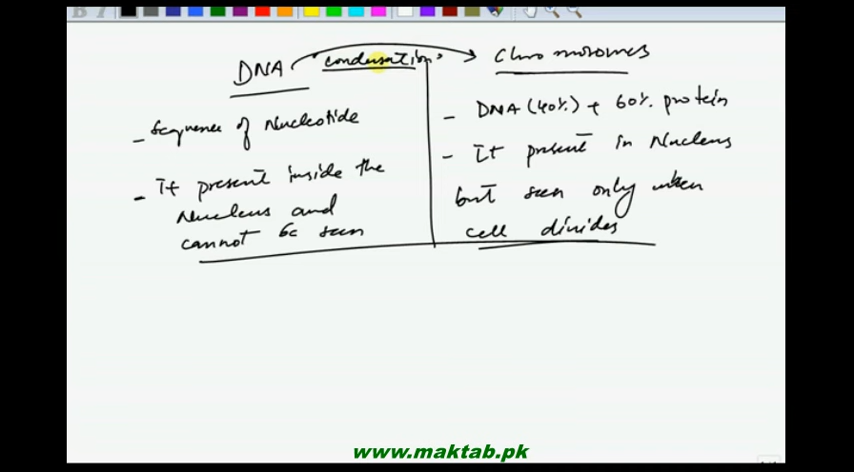 DNA condensation Chromosomes
- Sequence of Nucleotide
- It present inside the
Nucleus and
cannot be seen
- DNA (40%) + 60% protein
- It present in Nucleus
but seen only when
cell divides
www.maktab.pk